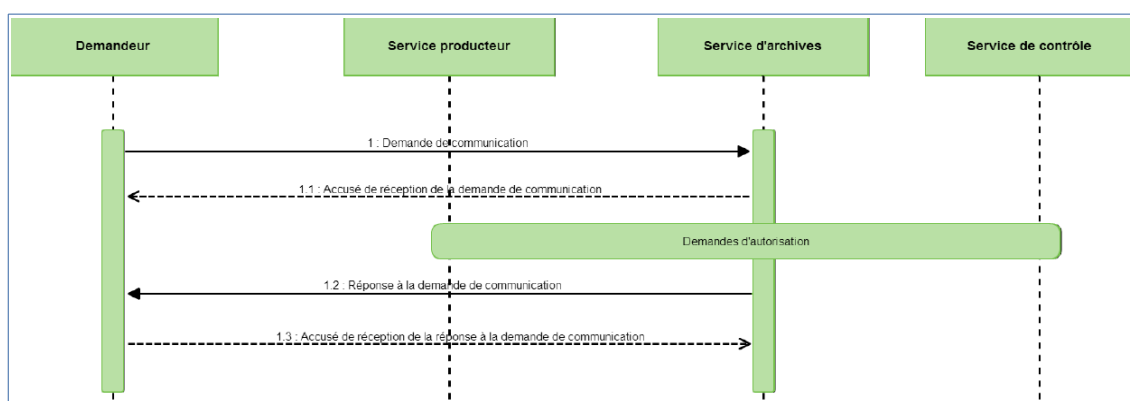 Demandeur
Service producteur
Service d'archives
Service de contrôle
1 : Demande de communication
1.1 : Accusé de réception de la demande de communication
Demandes d'autorisation
1.2 : Réponse à la demande de communication
1.3 : Accusé de réception de la réponse à la demande de communication